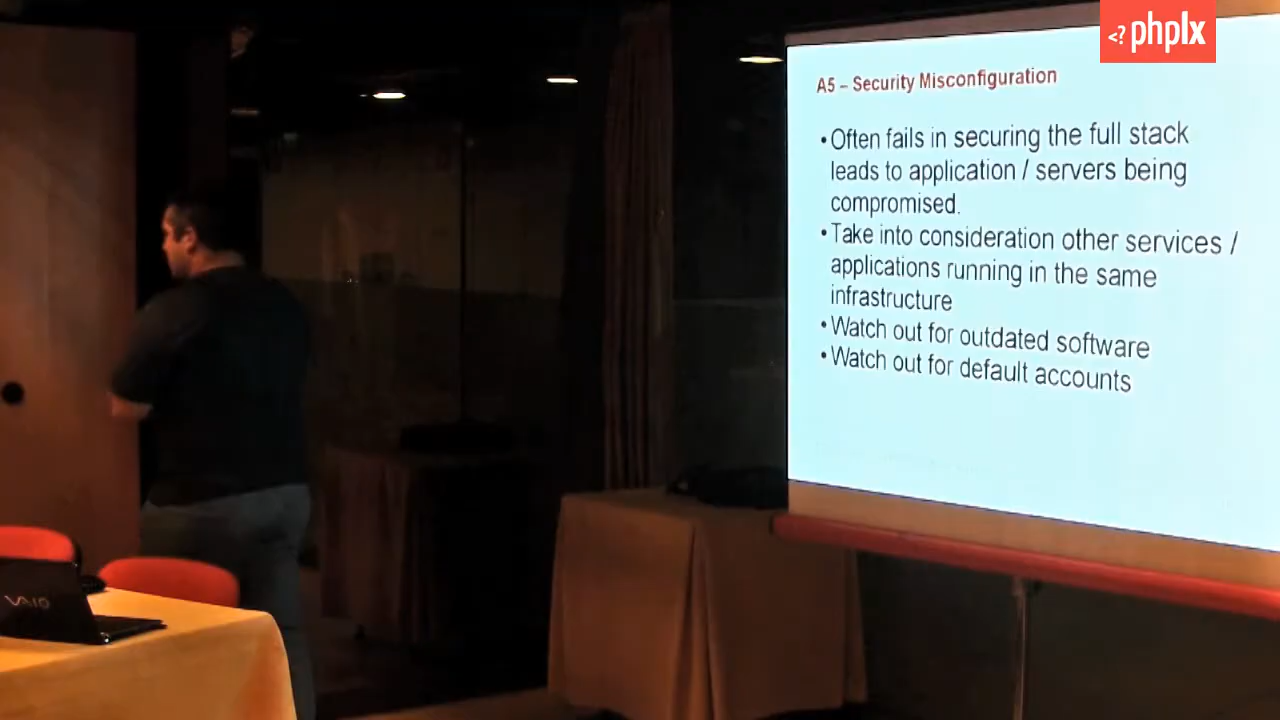 <? phplx
A5 – Security Misconfiguration
•Often fails in securing the full stack
leads to application / servers being
compromised.
•Take into consideration other services /
applications running in the same
infrastructure
•Watch out for outdated software
•Watch out for default accounts
VAIO